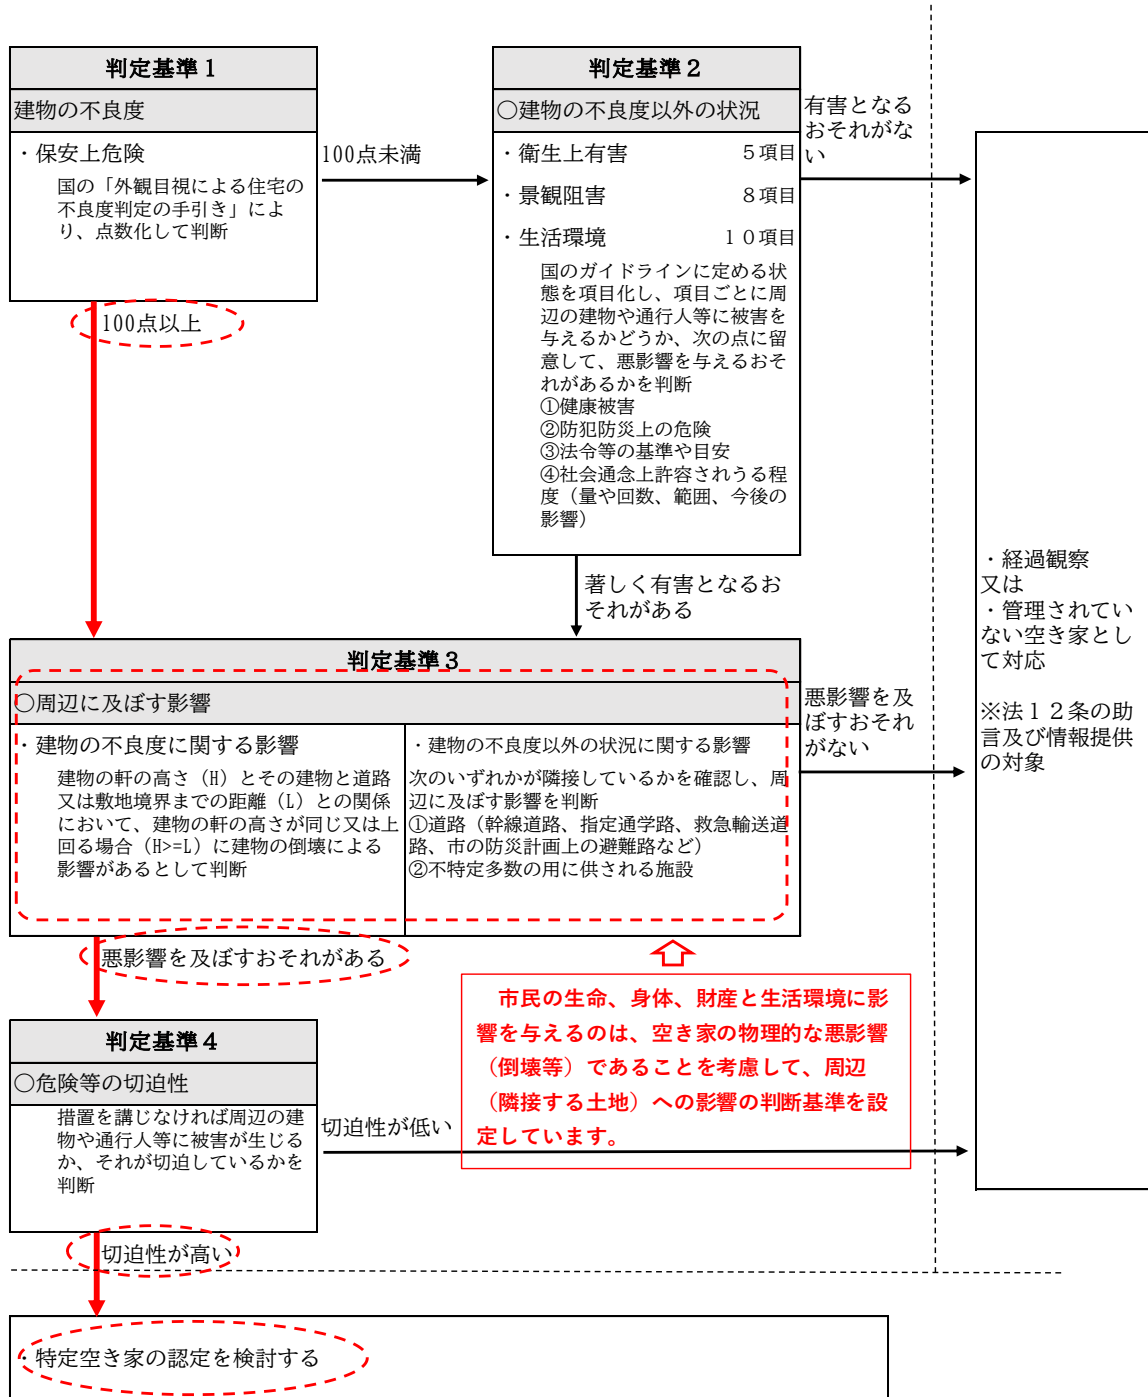 判定基準１
建物の不良度
・保安上危険
国の「外観目視による住宅の
不良度判定の手引き」によ
り、点数化して判断
100点未満
100点以上
判定基準２
○建物の不良度以外の状況
・衛生上有害　５項目
・景観阻害　８項目
・生活環境　１０項目
国のガイドラインに定める状
態を項目化し、項目ごとに周
辺の建物や通行人等に被害を
与えるかどうか、次の点に留
意して、悪影響を与えるおそ
れがあるかを判断
①健康被害
②防犯防災上の危険
③法令等の基準や目安
④社会通念上許容されうる程
度（量や回数、範囲、今後の
影響）
有害となる
おそれがな
い
著しく有害となるお
それがある
判定基準３
○周辺に及ぼす影響
・建物の不良度に関する影響
建物の軒の高さ（H）とその建物と道路
又は敷地境界までの距離（L）との関係
において、建物の軒の高さが同じ又は上
回る場合（H>=L）に建物の倒壊による
影響があるとして判断
・建物の不良度以外の状況に関する影響
次のいずれかが隣接しているかを確認し、周
辺に及ぼす影響を判断
①道路（幹線道路、指定通学路、救急輸送道
路、市の防災計画上の避難路など）
②不特定多数の用に供される施設
悪影響を及
ぼすおそれ
がない
悪影響を及ぼすおそれがある
市民の生命、身体、財産と生活環境に影
響を与えるのは、空き家の物理的な悪影響
（倒壊等）であることを考慮して、周辺
（隣接する土地）への影響の判断基準を設
定しています。
判定基準４
○危険等の切迫性
措置を講じなければ周辺の建
物や通行人等に被害が生じる
か、それが切迫しているかを
判断
切迫性が低い
切迫性が高い
・経過観察
又は
・管理されてい
ない空き家とし
て対応
※法１２条の助
言及び情報提供
の対象
・特定空き家の認定を検討する